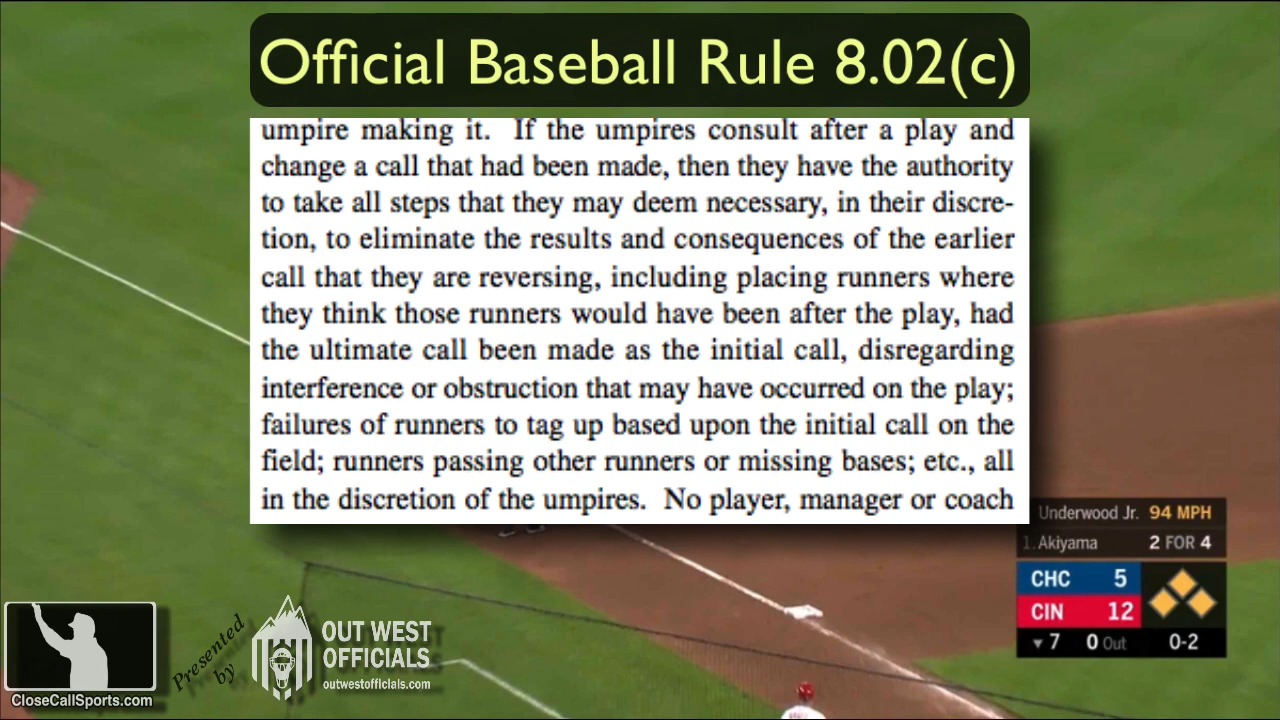 Official Baseball Rule 8.02(c)
umpire making it. If the umpires consult after a play and
change a call that had been made, then they have the authority
to take all steps that they may deem necessary, in their discre-
tion, to eliminate the results and consequences of the earlier
call that they are reversing, including placing runners where
they think those runners would have been after the play, had
the ultimate call been made as the initial call, disregarding
interference or obstruction that may have occurred on the play;
failures of runners to tag up based upon the initial call on the
field; runners passing other runners or missing bases; etc., all
in the discretion of the umpires. No player, manager or coach
Underwood Jr. 94 MPH
1. Akiyama 2 FOR 4
CHC 5
CIN 12
▼ 7 0 Out 0-2
CloseCallSports.com
Presented
by
OUT WEST
OFFICIALS
outwestofficials.com